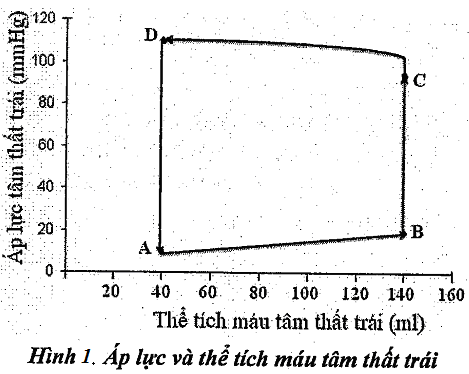 Áp lực tâm thất trái (mmHg)
120
100
80
60
40
20
0
D
C
B
A
20 40 60 80 100 120 140 160
Thể tích máu tâm thất trái (ml)
Hình 1. Áp lực và thể tích máu tâm thất trái